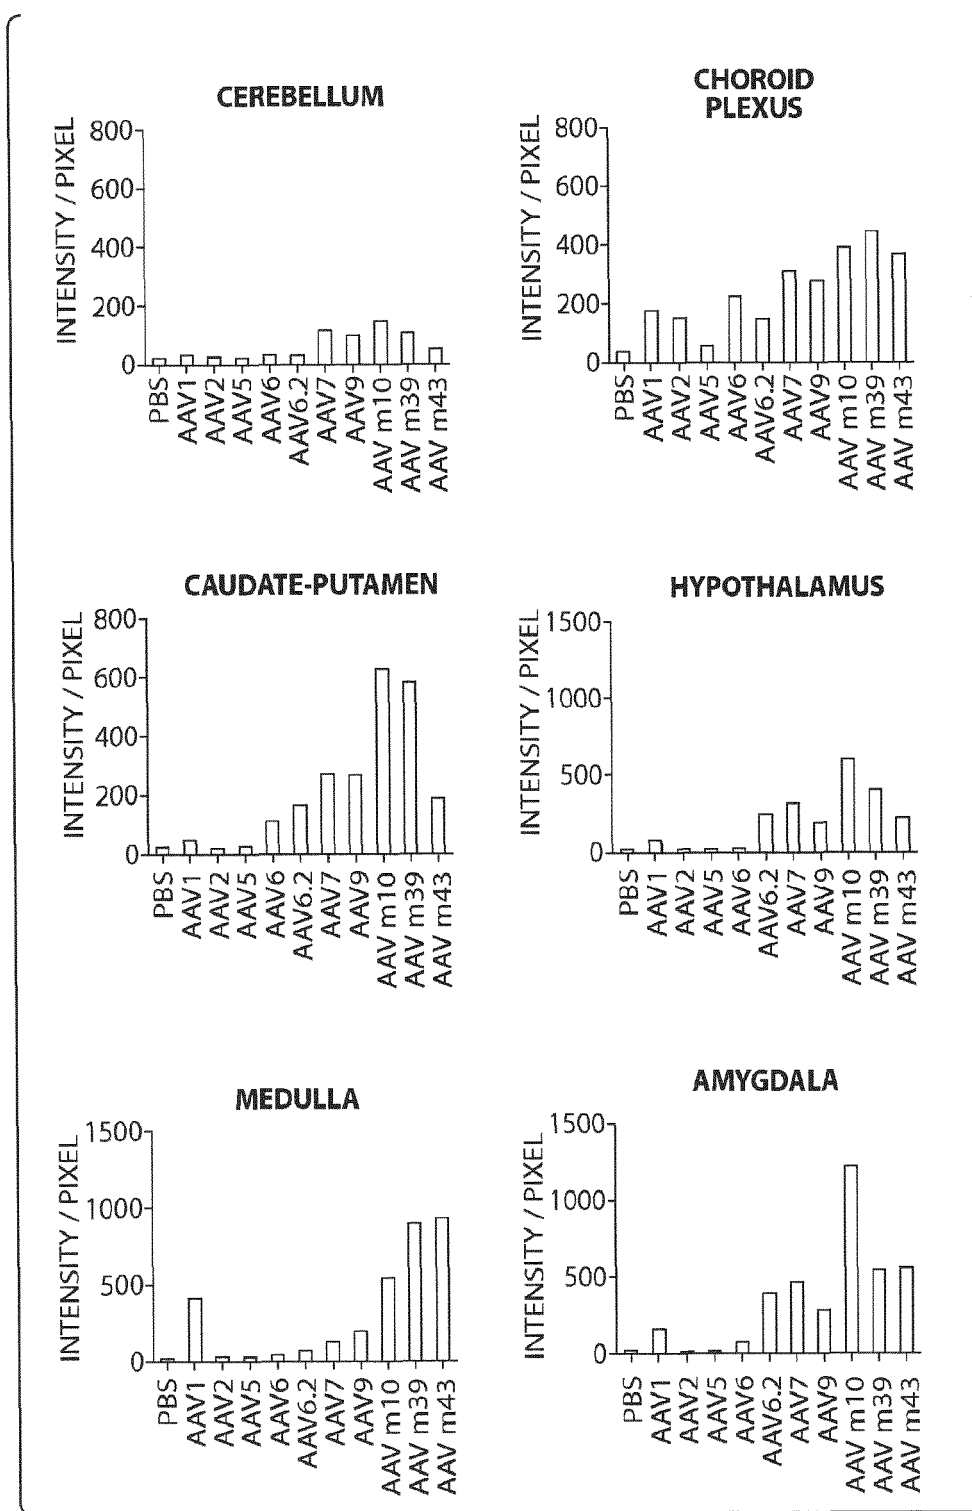 CEREBELLUM
INTENSITY / PIXEL
800
600
400
200
0
PBS
AAV1
AAV2
AAV5
AAV6
AAV6.2
AAV7
AAV9
AAV m10
AAV m39
AAV m43
CHOROID
PLEXUS
INTENSITY / PIXEL
800
600
400
200
0
PBS
AAV1
AAV2
AAV5
AAV6
AAV6.2
AAV7
AAV9
AAV m10
AAV m39
AAV m43
CAUDATE-PUTAMEN
INTENSITY / PIXEL
800
600
400
200
0
PBS
AAV1
AAV2
AAV5
AAV6
AAV6.2
AAV7
AAV9
AAV m10
AAV m39
AAV m43
HYPOTHALAMUS
INTENSITY / PIXEL
1500
1000
500
0
PBS
AAV1
AAV2
AAV5
AAV6
AAV6.2
AAV7
AAV9
AAV m10
AAV m39
AAV m43
MEDULLA
INTENSITY / PIXEL
1500
1000
500
0
PBS
AAV1
AAV2
AAV5
AAV6
AAV6.2
AAV7
AAV9
AAV m10
AAV m39
AAV m43
AMYGDALA
INTENSITY / PIXEL
1500
1000
500
0
PBS
AAV1
AAV2
AAV5
AAV6
AAV6.2
AAV7
AAV9
AAV m10
AAV m39
AAV m43